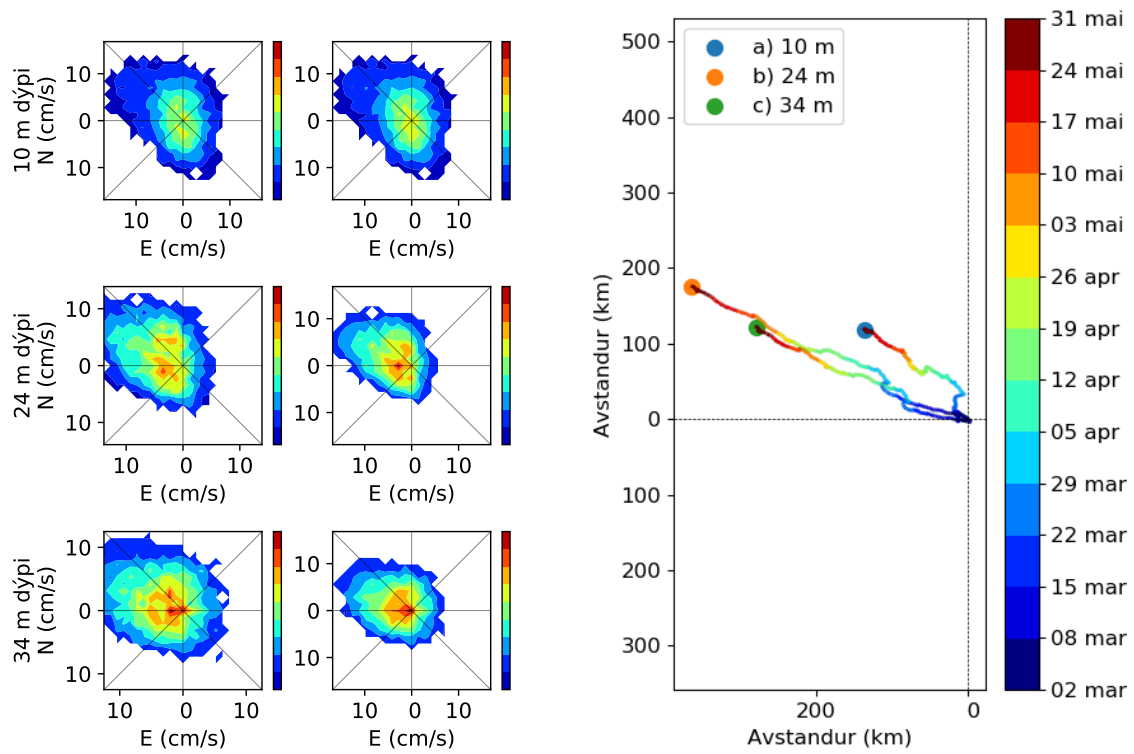 10 m dýpi
N (cm/s)
10
0
10
10 0 10
E (cm/s)
10
0
10
10 0 10
E (cm/s)
24 m dýpi
N (cm/s)
10
0
10
10 0 10
E (cm/s)
10
0
10
10 0 10
E (cm/s)
34 m dýpi
N (cm/s)
10
0
10
10 0 10
E (cm/s)
10
0
10
10 0 10
E (cm/s)
a) 10 m
b) 24 m
c) 34 m
Avstandur (km)
500
400
300
200
100
0
100
200
300
200 0
Avstandur (km)
31 mai
24 mai
17 mai
10 mai
03 mai
26 apr
19 apr
12 apr
05 apr
29 mar
22 mar
15 mar
08 mar
02 mar